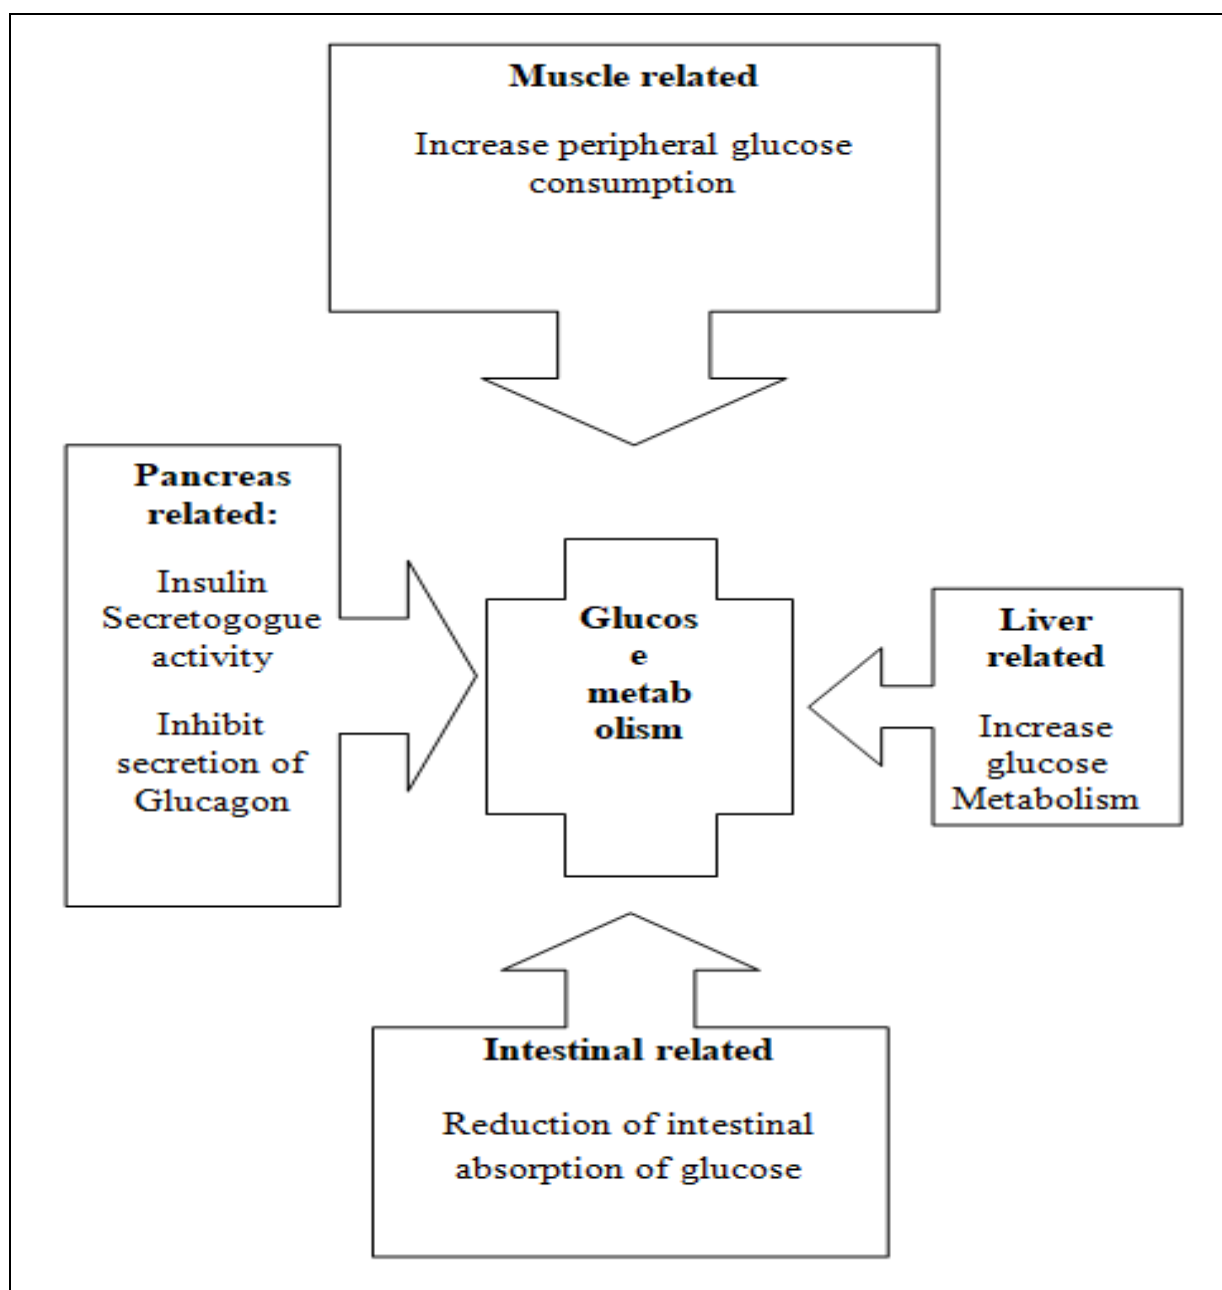 Muscle related
Increase peripheral glucose
consumption
Pancreas
related:
Insulin
Secretogogue
activity
Inhibit
secretion of
Glucagon
Glucos
e
metab
olism
Liver
related
Increase
glucose
Metabolism
Intestinal related
Reduction of intestinal
absorption of glucose